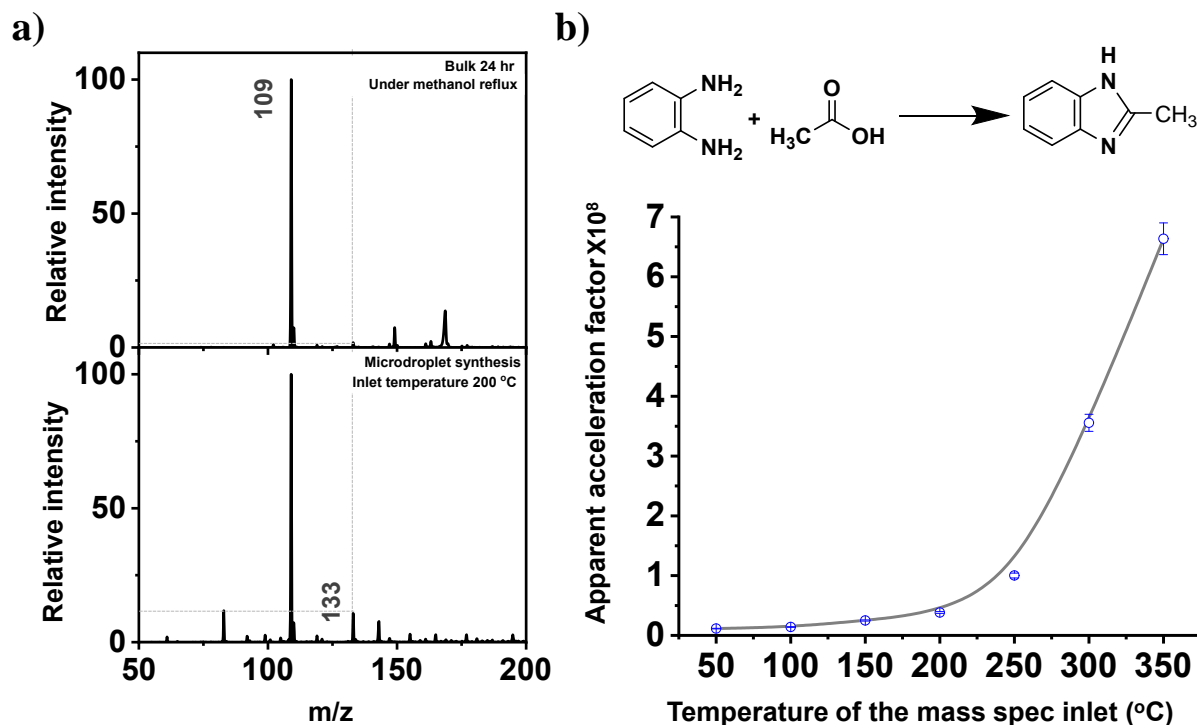 a)
Bulk 24 hr
Under methanol reflux
109
Relative intensity
100
50
0
Microdroplet synthesis
Inlet temperature 200 °C
133
Relative intensity
100
50
0
50 100 150 200
m/z
b)
NH2
NH2
+
O
H3C OH
H
N
N
CH3
Apparent acceleration factor X10⁸
7
6
5
4
3
2
1
0
50 100 150 200 250 300 350
Temperature of the mass spec inlet (°C)